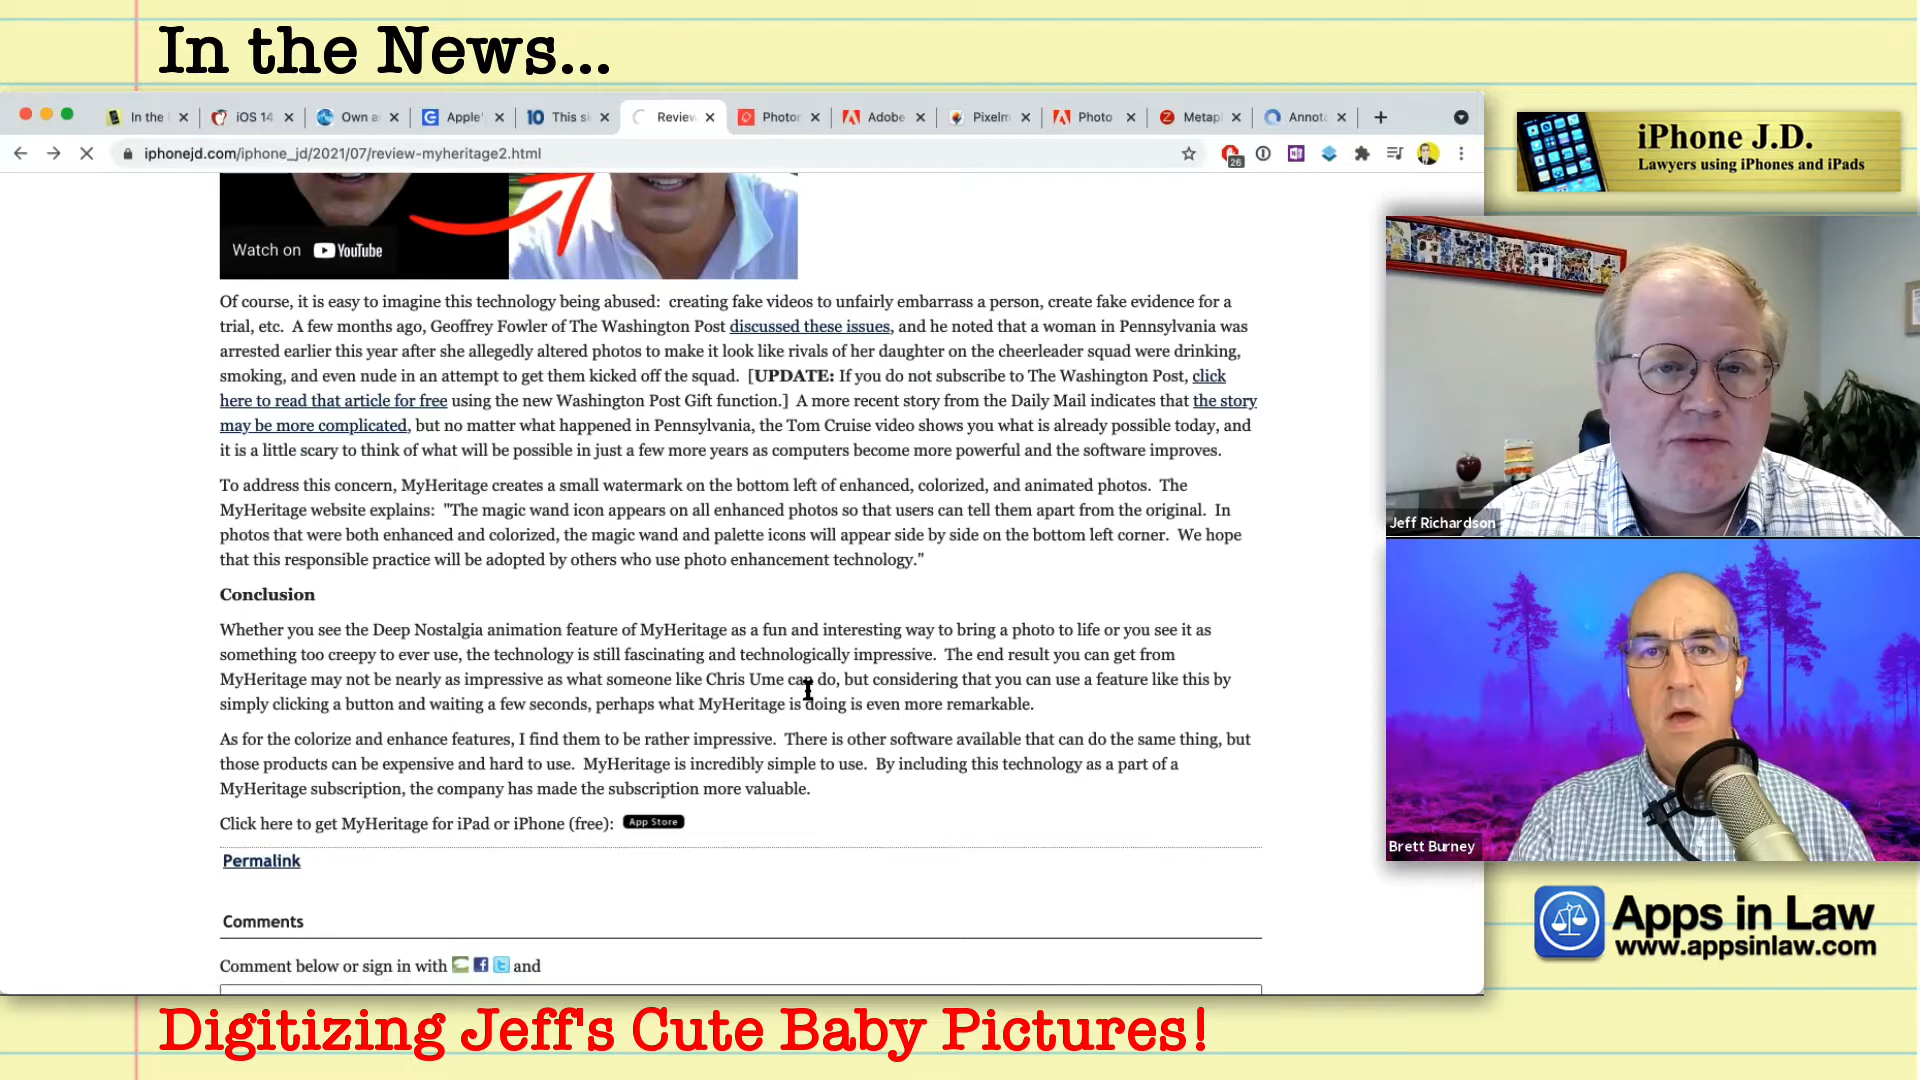 In the News...
In the
iOS 14
Own a
Apple'
This si
Review
Photor
Adobe
Pixelm
Photo
Metapl
Annota
iphonejd.com/iphone_jd/2021/07/review-myheritage2.html
26
iPhone J.D.
Lawyers using iPhones and iPads
Watch on YouTube
Of course, it is easy to imagine this technology being abused: creating fake videos to unfairly embarrass a person, create fake evidence for a
trial, etc. A few months ago, Geoffrey Fowler of The Washington Post discussed these issues, and he noted that a woman in Pennsylvania was
arrested earlier this year after she allegedly altered photos to make it look like rivals of her daughter on the cheerleader squad were drinking,
smoking, and even nude in an attempt to get them kicked off the squad. [UPDATE: If you do not subscribe to The Washington Post, click
here to read that article for free using the new Washington Post Gift function.] A more recent story from the Daily Mail indicates that the story
may be more complicated, but no matter what happened in Pennsylvania, the Tom Cruise video shows you what is already possible today, and
it is a little scary to think of what will be possible in just a few more years as computers become more powerful and the software improves.
To address this concern, MyHeritage creates a small watermark on the bottom left of enhanced, colorized, and animated photos. The
MyHeritage website explains: "The magic wand icon appears on all enhanced photos so that users can tell them apart from the original. In
photos that were both enhanced and colorized, the magic wand and palette icons will appear side by side on the bottom left corner. We hope
that this responsible practice will be adopted by others who use photo enhancement technology."
Conclusion
Whether you see the Deep Nostalgia animation feature of MyHeritage as a fun and interesting way to bring a photo to life or you see it as
something too creepy to ever use, the technology is still fascinating and technologically impressive. The end result you can get from
MyHeritage may not be nearly as impressive as what someone like Chris Ume can do, but considering that you can use a feature like this by
simply clicking a button and waiting a few seconds, perhaps what MyHeritage is doing is even more remarkable.
As for the colorize and enhance features, I find them to be rather impressive. There is other software available that can do the same thing, but
those products can be expensive and hard to use. MyHeritage is incredibly simple to use. By including this technology as a part of a
MyHeritage subscription, the company has made the subscription more valuable.
Click here to get MyHeritage for iPad or iPhone (free): App Store
Permalink
Comments
Comment below or sign in with and
Jeff Richardson
Brett Burney
Apps in Law
www.appsinlaw.com
Digitizing Jeff's Cute Baby Pictures!